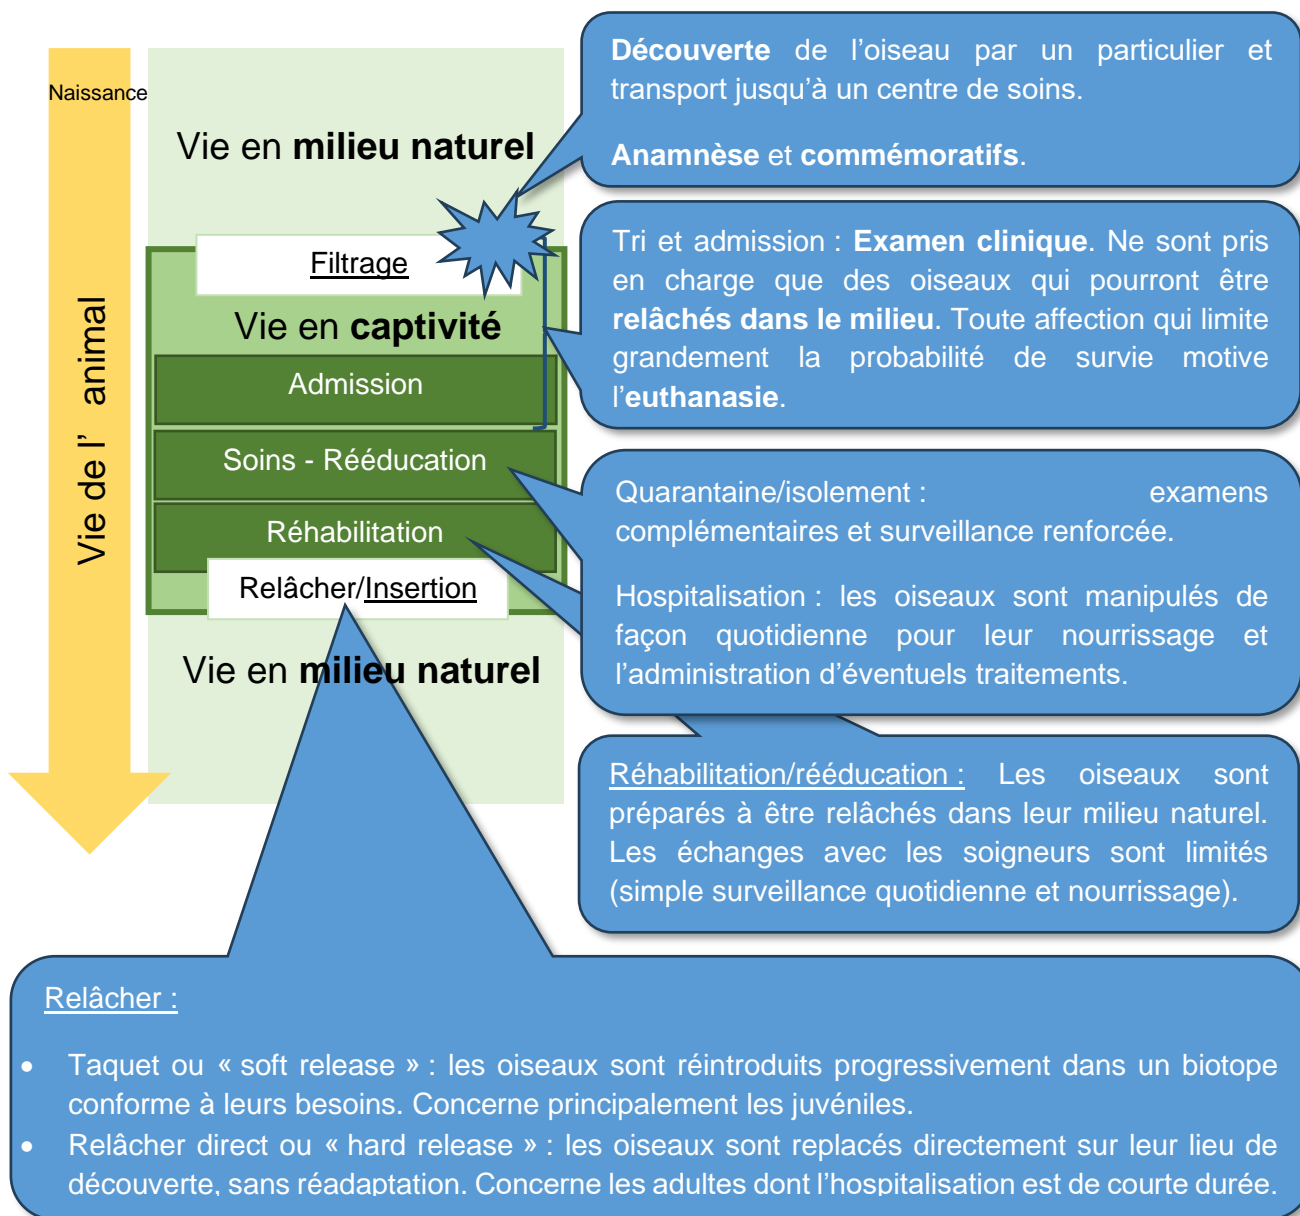 Naissance
Vie de l' animal
Vie en milieu naturel
Filtrage
Vie en captivité
Admission
Soins - Rééducation
Réhabilitation
Relâcher/Insertion
Vie en milieu naturel
Découverte de l’oiseau par un particulier et
transport jusqu’à un centre de soins.
Anamnèse et commémoratifs.
Tri et admission : Examen clinique. Ne sont pris
en charge que des oiseaux qui pourront être
relâchés dans le milieu. Toute affection qui limite
grandement la probabilité de survie motive
l’euthanasie.
Quarantaine/isolement : examens
complémentaires et surveillance renforcée.
Hospitalisation : les oiseaux sont manipulés de
façon quotidienne pour leur nourrissage et
l’administration d’éventuels traitements.
Réhabilitation/rééducation : Les oiseaux sont
préparés à être relâchés dans leur milieu naturel.
Les échanges avec les soigneurs sont limités
(simple surveillance quotidienne et nourrissage).
Relâcher :
• Taquet ou « soft release » : les oiseaux sont réintroduits progressivement dans un biotope
conforme à leurs besoins. Concerne principalement les juvéniles.
• Relâcher direct ou « hard release » : les oiseaux sont replacés directement sur leur lieu de
découverte, sans réadaptation. Concerne les adultes dont l’hospitalisation est de courte durée.